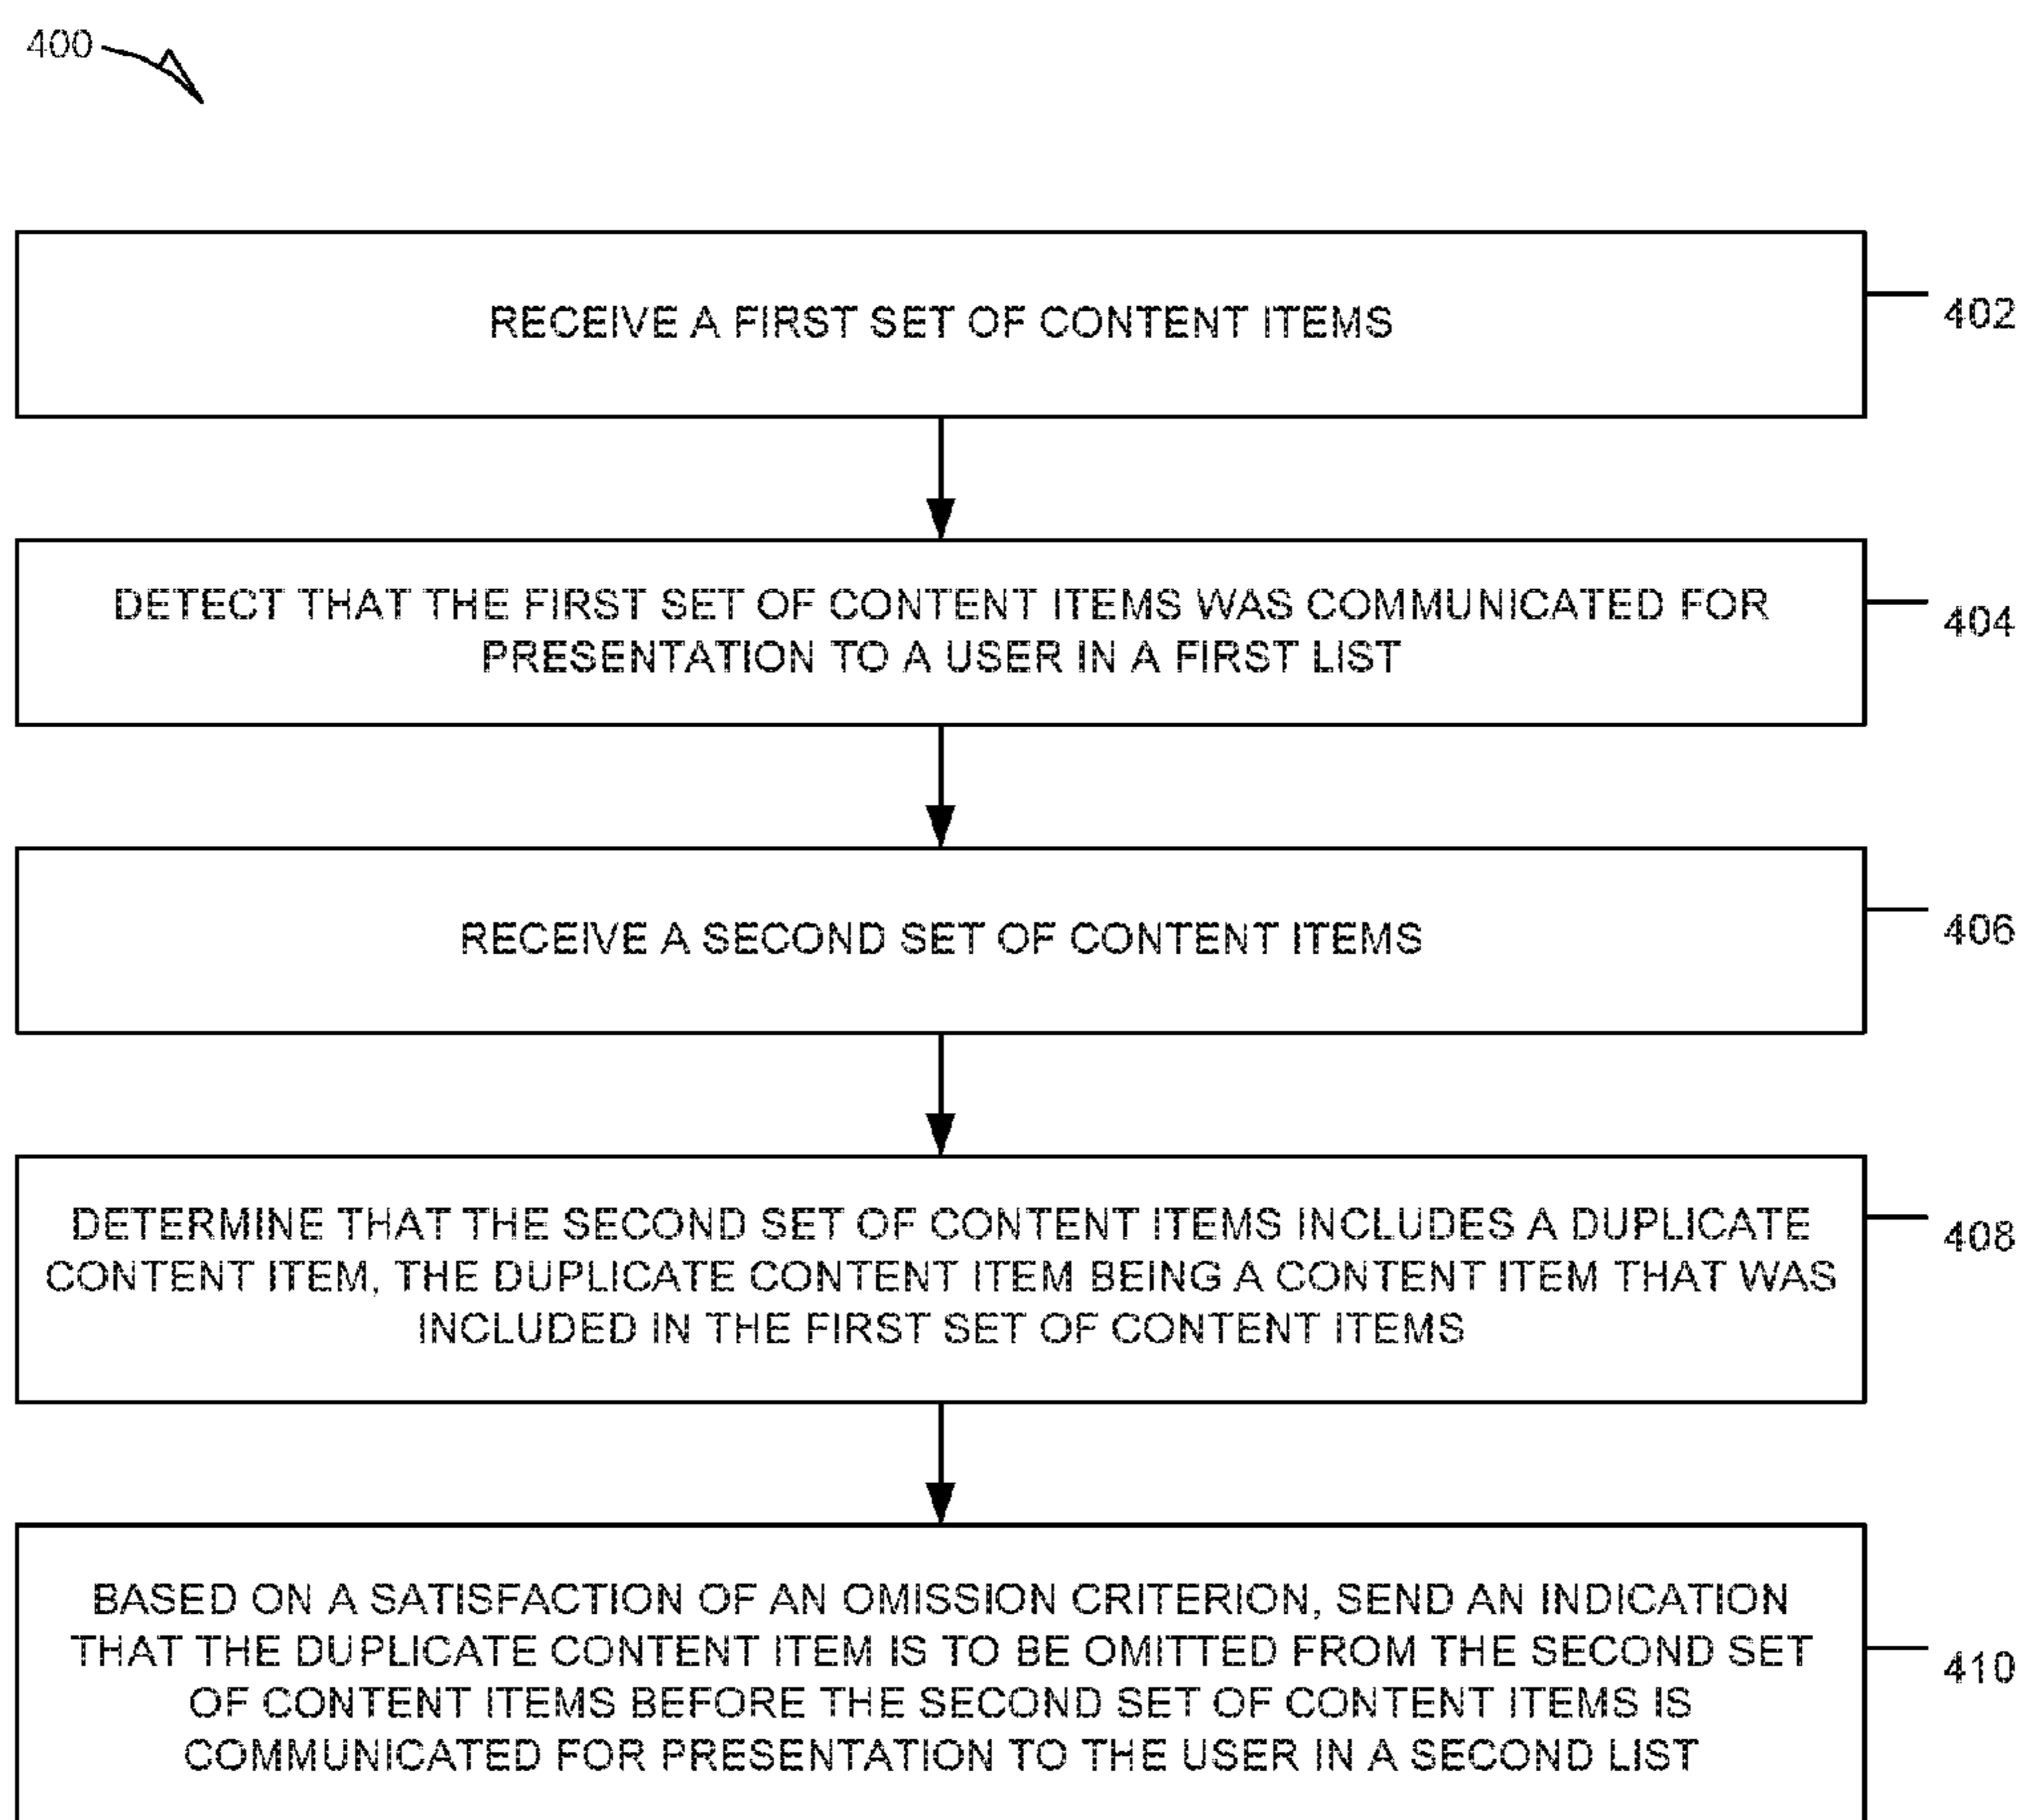 400
RECEIVE A FIRST SET OF CONTENT ITEMS
402
DETECT THAT THE FIRST SET OF CONTENT ITEMS WAS COMMUNICATED FOR
PRESENTATION TO A USER IN A FIRST LIST
404
RECEIVE A SECOND SET OF CONTENT ITEMS
406
DETERMINE THAT THE SECOND SET OF CONTENT ITEMS INCLUDES A DUPLICATE
CONTENT ITEM, THE DUPLICATE CONTENT ITEM BEING A CONTENT ITEM THAT WAS
INCLUDED IN THE FIRST SET OF CONTENT ITEMS
408
BASED ON A SATISFACTION OF AN OMISSION CRITERION, SEND AN INDICATION
THAT THE DUPLICATE CONTENT ITEM IS TO BE OMITTED FROM THE SECOND SET
OF CONTENT ITEMS BEFORE THE SECOND SET OF CONTENT ITEMS IS
COMMUNICATED FOR PRESENTATION TO THE USER IN A SECOND LIST
410